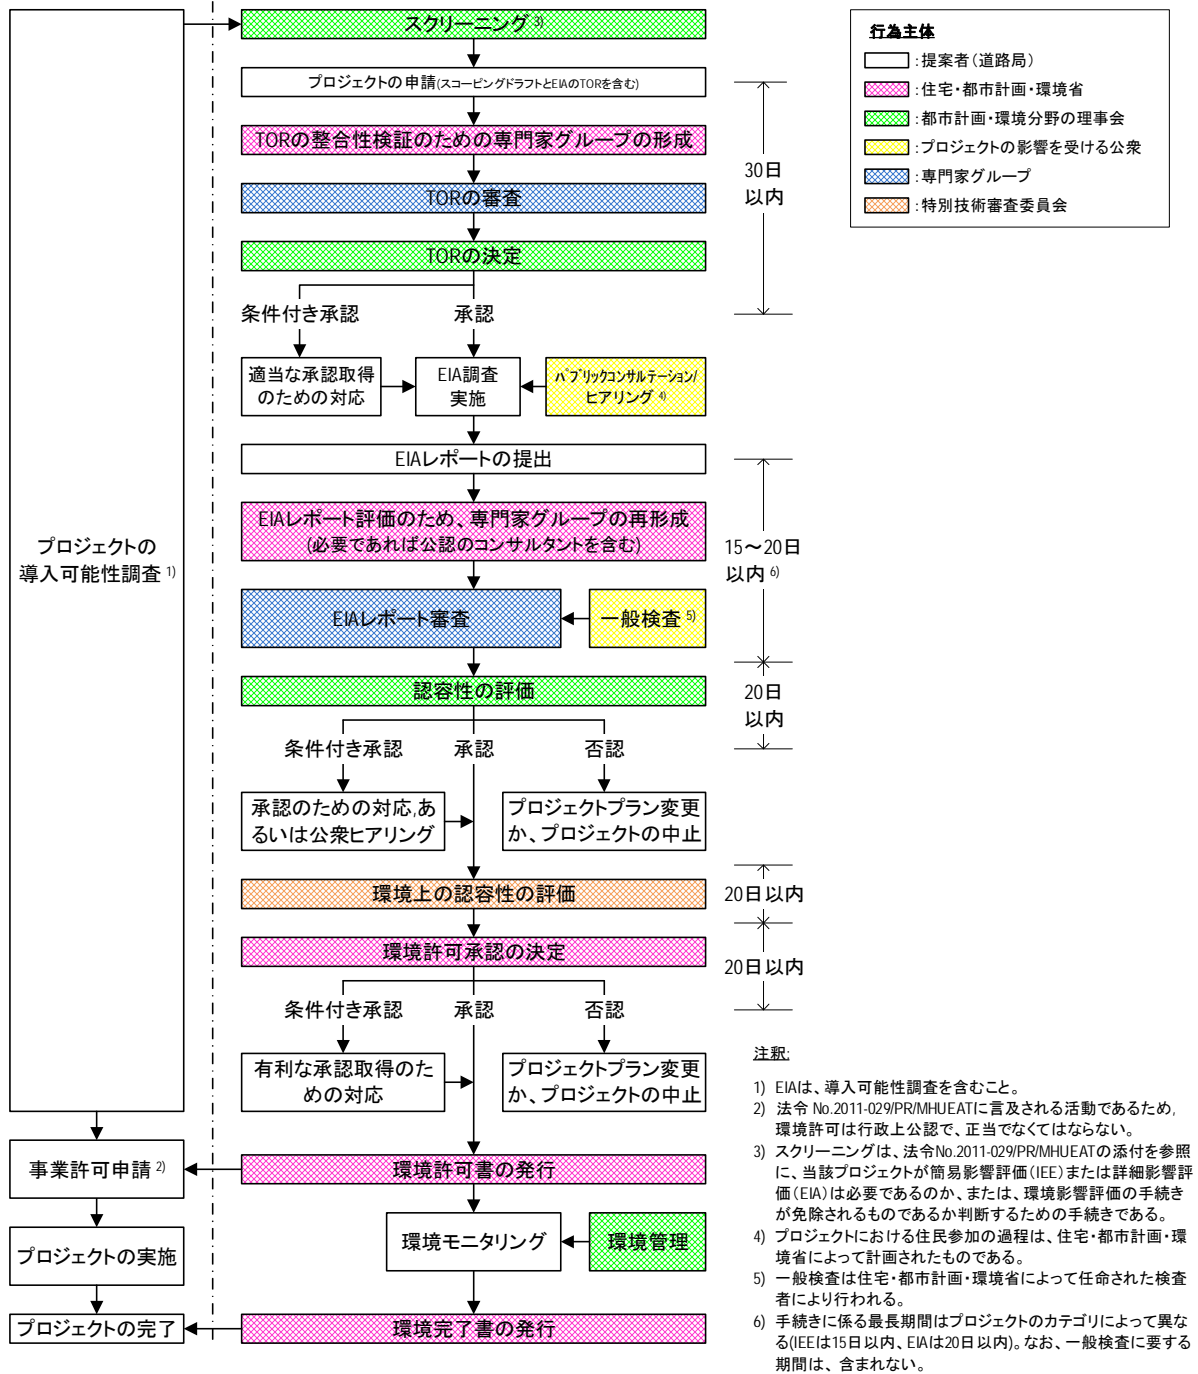 スクリーニング 3)
プロジェクトの申請(スコーピングドラフトとEIAのTORを含む)
TORの整合性検証のための専門家グループの形成
TORの審査
TORの決定
30日
以内
条件付き承認
承認
適当な承認取得
のための対応
EIA調査
実施
パブリックコンサルテーション/
ヒアリング 4)
EIAレポートの提出
EIAレポート評価のため、専門家グループの再形成
(必要であれば公認のコンサルタントを含む)
プロジェクトの
導入可能性調査 1)
15～20日
以内 6)
EIAレポート審査
一般検査 5)
認容性の評価
20日
以内
条件付き承認
承認
否認
承認のための対応,あ
るいは公衆ヒアリング
プロジェクトプラン変更
か、プロジェクトの中止
環境上の認容性の評価
20日以内
環境許可承認の決定
20日以内
条件付き承認
承認
否認
有利な承認取得のた
めの対応
プロジェクトプラン変更
か、プロジェクトの中止
事業許可申請 2)
環境許可書の発行
プロジェクトの実施
環境モニタリング
環境管理
プロジェクトの完了
環境完了書の発行
行為主体
:提案者(道路局)
:住宅・都市計画・環境省
:都市計画・環境分野の理事会
:プロジェクトの影響を受ける公衆
:専門家グループ
:特別技術審査委員会
注釈:
1) EIAは、導入可能性調査を含むこと。
2) 法令 No.2011-029/PR/MHUEATに言及される活動であるため,
環境許可は行政上公認で、正当でなくてはならない。
3) スクリーニングは、法令No.2011-029/PR/MHUEATの添付を参照
に、当該プロジェクトが簡易影響評価(IEE)または詳細影響評
価(EIA)は必要であるのか、または、環境影響評価の手続き
が免除されるものであるか判断するための手続きである。
4) プロジェクトにおける住民参加の過程は、住宅・都市計画・環
境省によって計画されたものである。
5) 一般検査は住宅・都市計画・環境省によって任命された検査
者により行われる。
6) 手続きに係る最長期間はプロジェクトのカテゴリによって異な
る(IEEは15日以内、EIAは20日以内)。なお、一般検査に要する
期間は、含まれない。